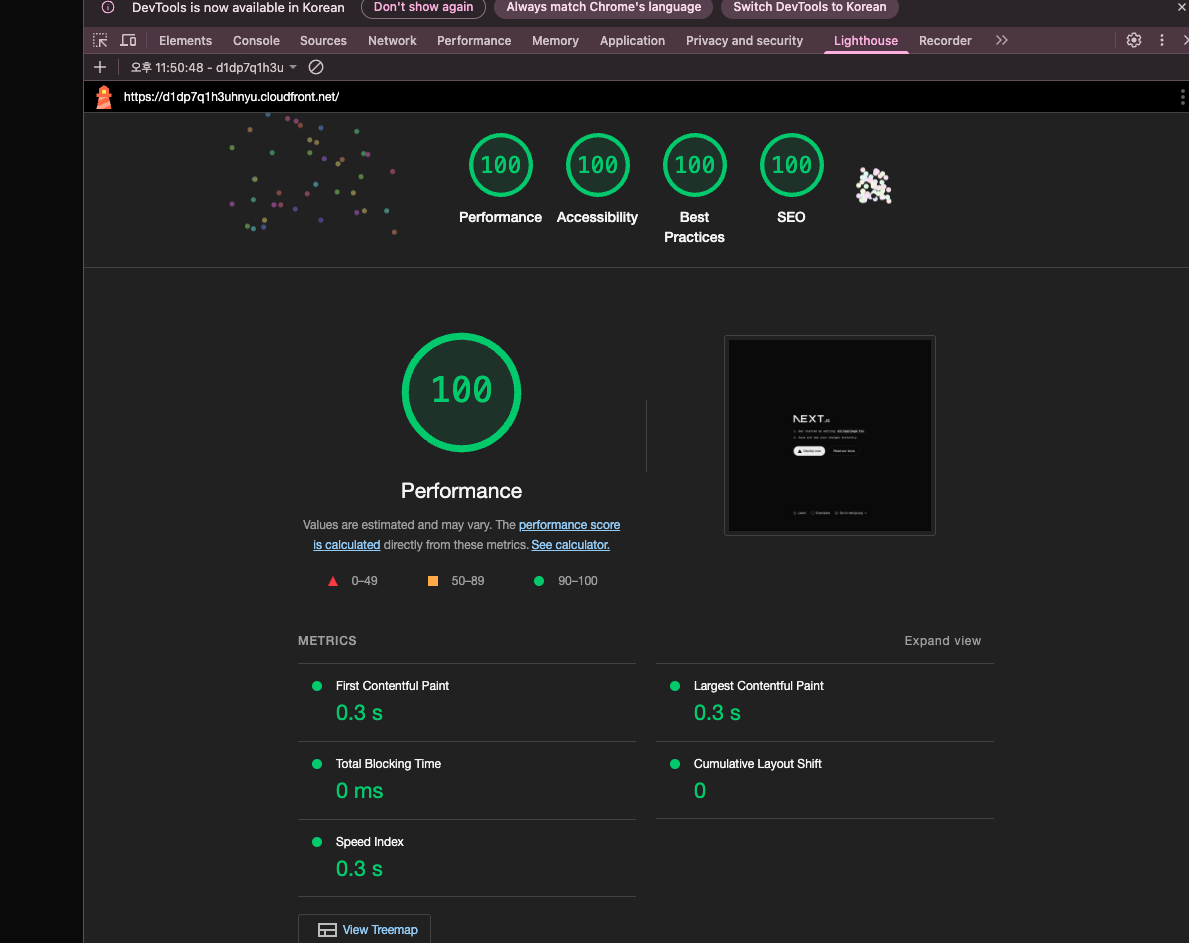 DevTools is now available in Korean Don't show again Always match Chrome's language Switch DevTools to Korean
Elements Console Sources Network Performance Memory Application Privacy and security Lighthouse Recorder
오후 11:50:48 - d1dp7q1h3u
https://d1dp7q1h3uhnyu.cloudfront.net/
100 100 100 100
Performance Accessibility Best Practices SEO
100
NEXT.js
Performance
Values are estimated and may vary. The performance score
is calculated directly from these metrics. See calculator.
0–49 50–89 90–100
METRICS Expand view
First Contentful Paint Largest Contentful Paint
0.3 s 0.3 s
Total Blocking Time Cumulative Layout Shift
0 ms 0
Speed Index
0.3 s
View Treemap